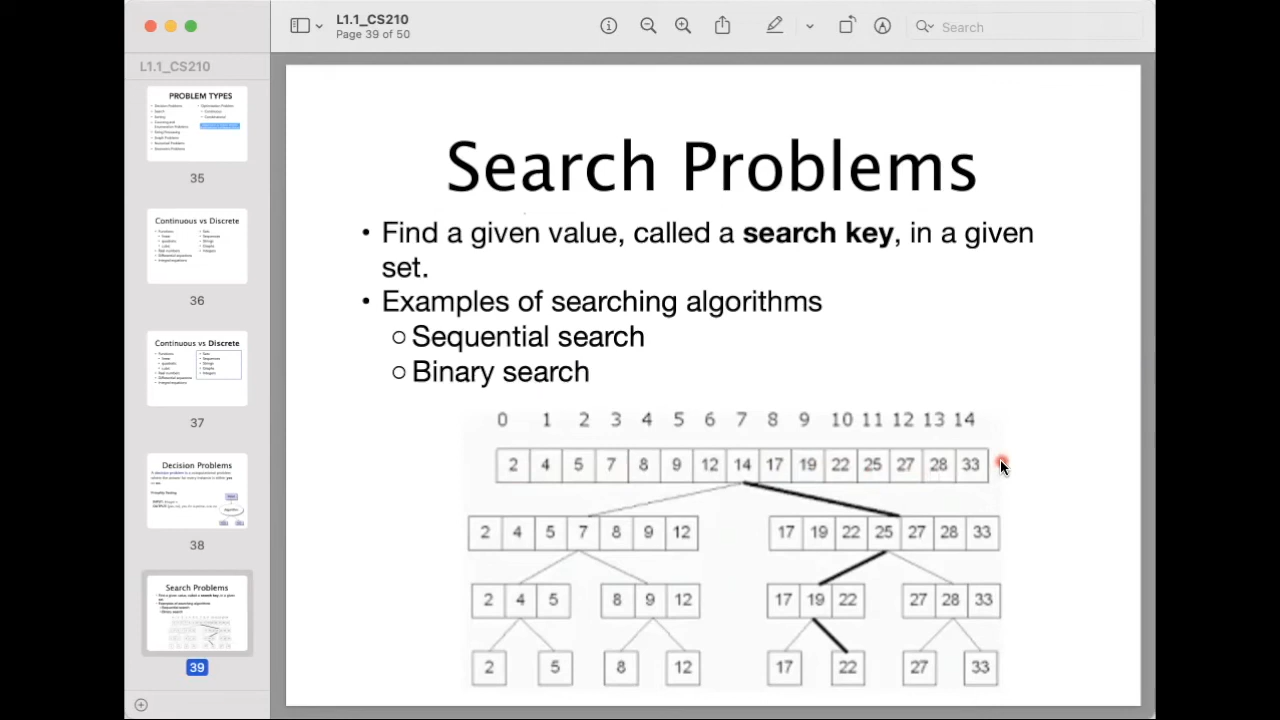 L1.1_CS210
Page 39 of 50
Search
L1.1_CS210
PROBLEM TYPES
35
Continuous vs Discrete
36
Continuous vs Discrete
37
Decision Problems
38
Search Problems
39
Search Problems
• Find a given value, called a search key, in a given
set.
• Examples of searching algorithms
○ Sequential search
○ Binary search
0 1 2 3 4 5 6 7 8 9 10 11 12 13 14
2 4 5 7 8 9 12 14 17 19 22 25 27 28 33
2 4 5 7 8 9 12 17 19 22 25 27 28 33
2 4 5 8 9 12 17 19 22 27 28 33
2 5 8 12 17 22 27 33